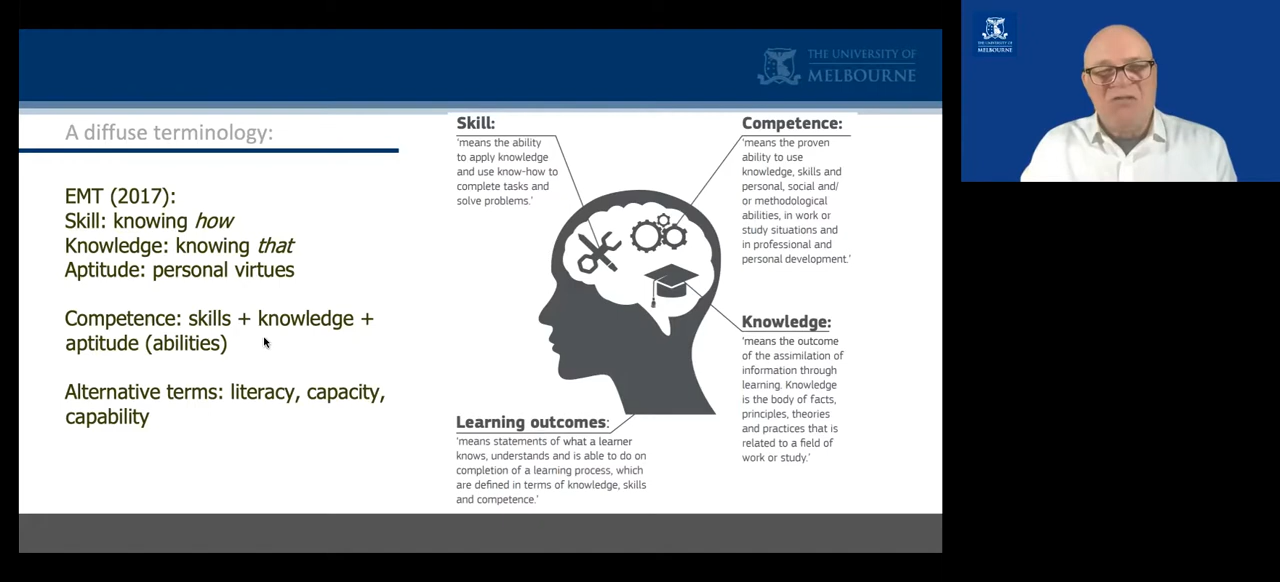 THE UNIVERSITY OF
MELBOURNE
A diffuse terminology:
EMT (2017):
Skill: knowing how
Knowledge: knowing that
Aptitude: personal virtues
Competence: skills + knowledge +
aptitude (abilities)
Alternative terms: literacy, capacity,
capability
Skill:
'means the ability
to apply knowledge
and use know-how to
complete tasks and
solve problems.'
Competence:
'means the proven
ability to use
knowledge, skills and
personal, social and/
or methodological
abilities, in work or
study situations and
in professional and
personal development.'
Knowledge:
'means the outcome
of the assimilation of
information through
learning. Knowledge
is the body of facts,
principles, theories
and practices that is
related to a field of
work or study.'
Learning outcomes:
'means statements of what a learner
knows, understands and is able to do on
completion of a learning process, which
are defined in terms of knowledge, skills
and competence.'
THE UNIVERSITY OF
MELBOURNE